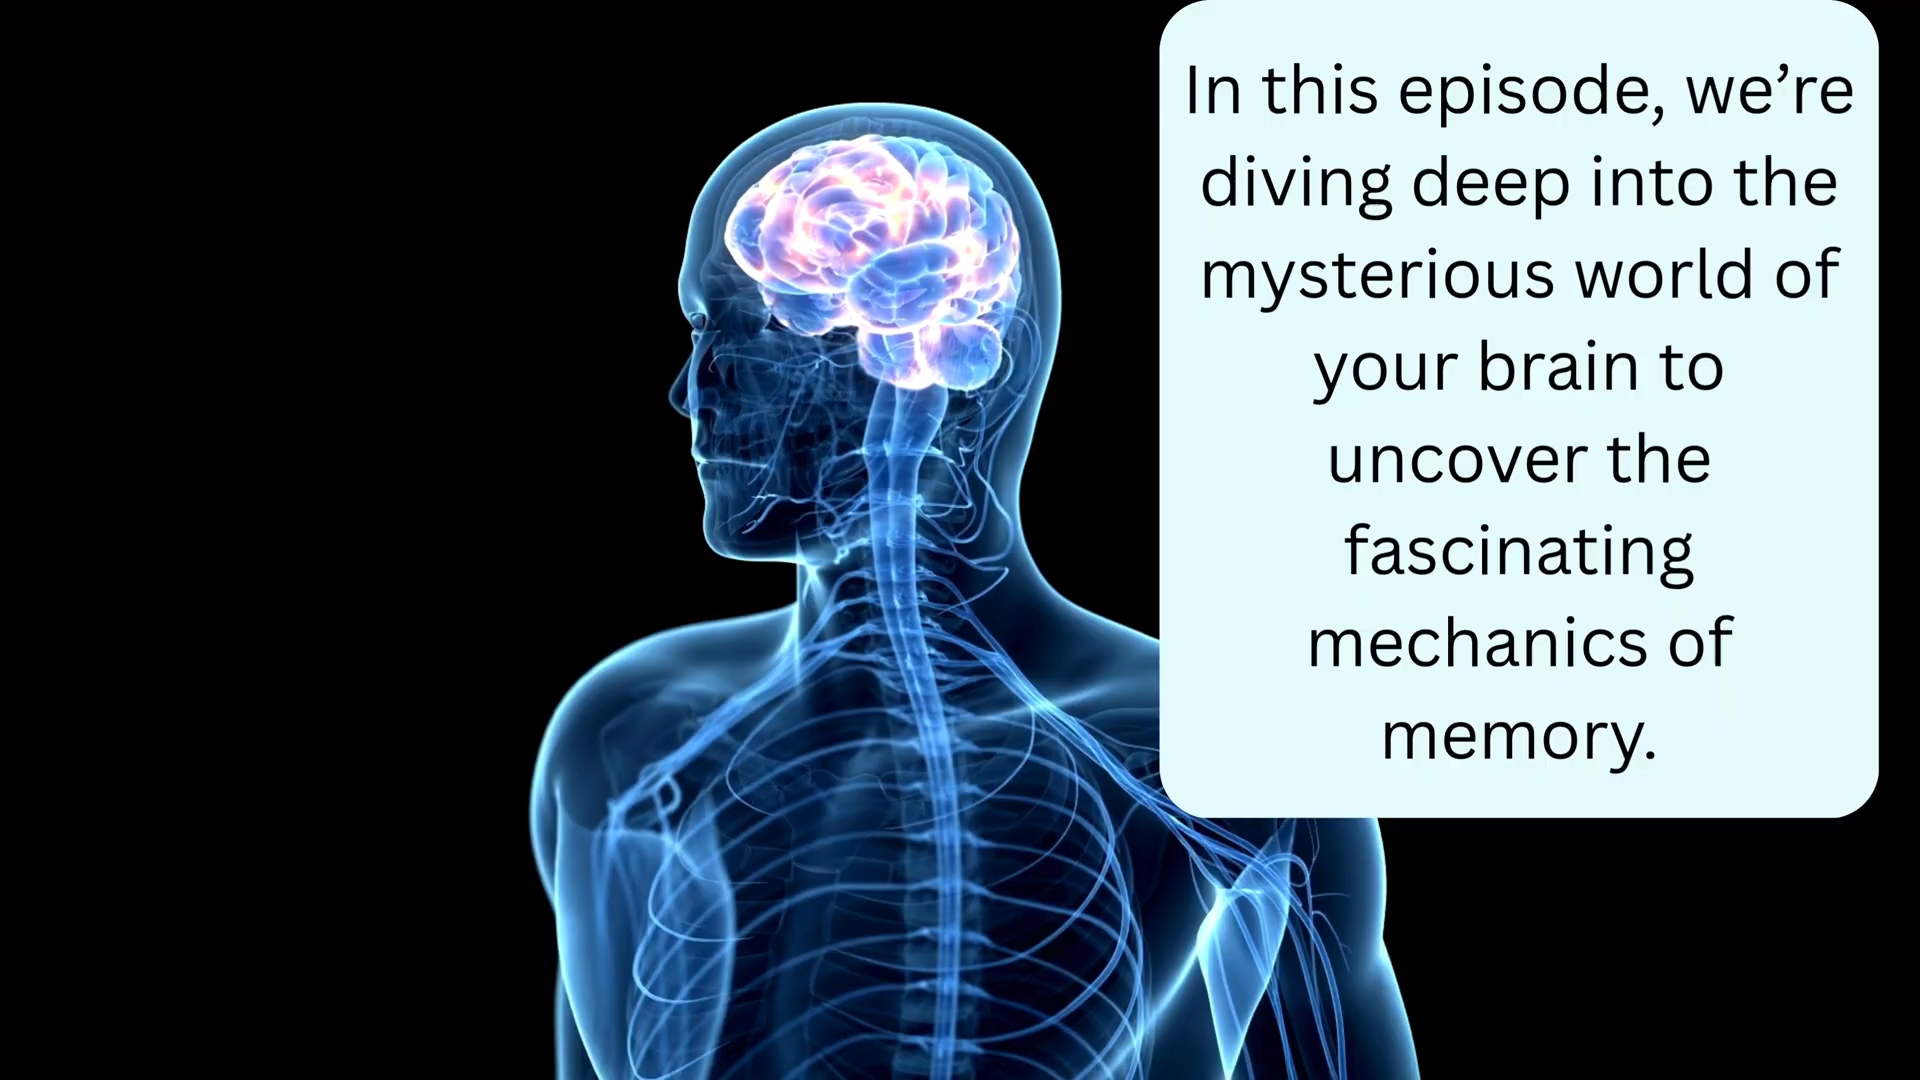 In this episode, we’re
diving deep into the
mysterious world of
your brain to
uncover the
fascinating
mechanics of
memory.